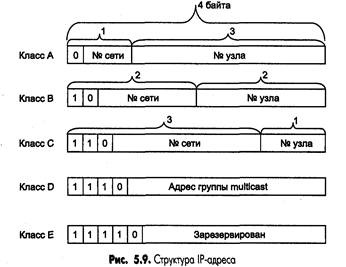 4 байта
1 3
Класс A 0 № сети № узла
2 2
Класс B 1 0 № сети № узла
3 1
Класс C 1 1 0 № сети № узла
Класс D 1 1 1 0 Адрес группы multicast
Класс E 1 1 1 1 0 Зарезервирован
Рис. 5.9. Структура IP-адреса